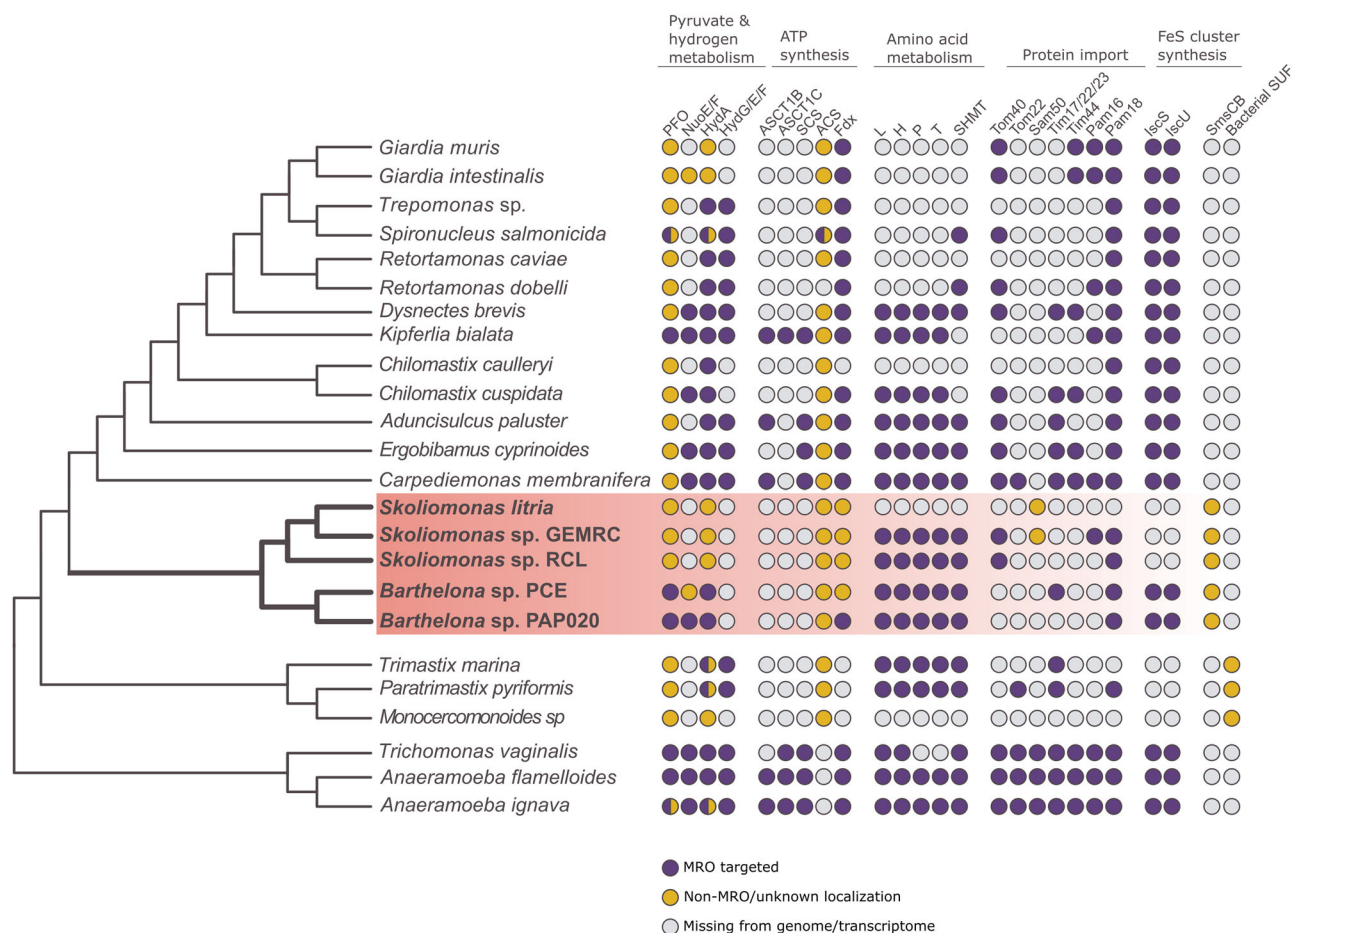 Pyruvate &
hydrogen
metabolism
ATP
synthesis
Amino acid
metabolism
Protein import
FeS cluster
synthesis
PFO
NuoE/F
HydA
HydG/E/F
ASCT1B
ASCT1C
SCS
ACS
Fdx
L
H
P
T
SHMT
Tom40
Tom22
Sam50
Tim17/22/23
Tim44
Pam16
Pam18
IscS
IscU
SmsCB
Bacterial SUF
Giardia muris
Giardia intestinalis
Trepomonas sp.
Spironucleus salmonicida
Retortamonas caviae
Retortamonas dobelli
Dysnectes brevis
Kipferlia bialata
Chilomastix caulleryi
Chilomastix cuspidata
Aduncisulcus paluster
Ergobibamus cyprinoides
Carpediemonas membranifera
Skoliomonas litria
Skoliomonas sp. GEMRC
Skoliomonas sp. RCL
Barthelona sp. PCE
Barthelona sp. PAP020
Trimastix marina
Paratrimastix pyriformis
Monocercomonoides sp
Trichomonas vaginalis
Anaeramoeba flamelloides
Anaeramoeba ignava
MRO targeted
Non-MRO/unknown localization
Missing from genome/transcriptome